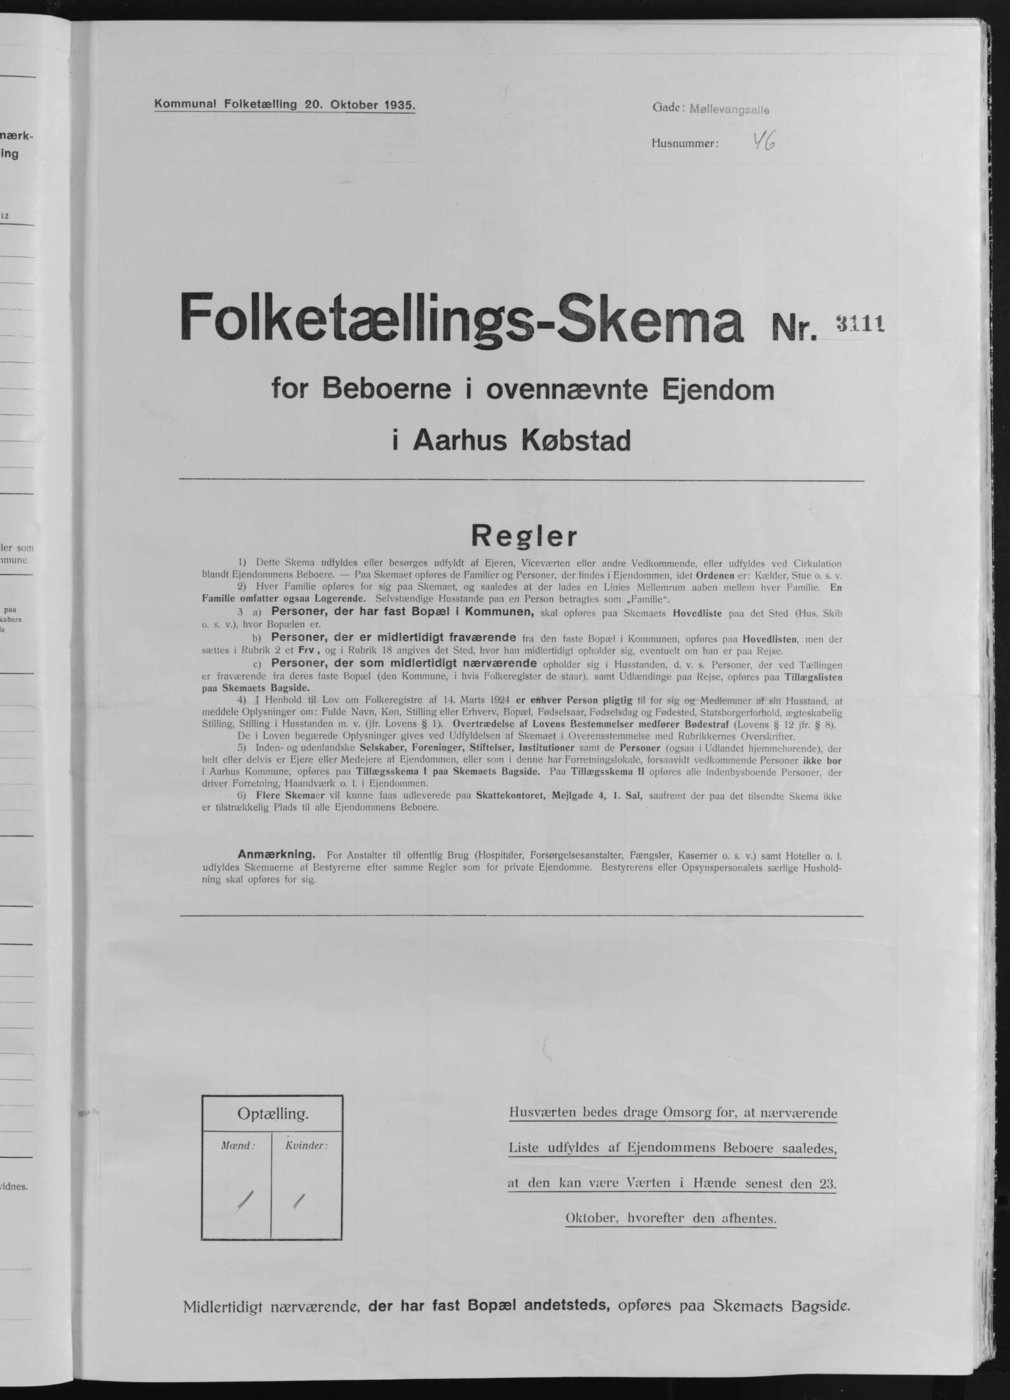 Kommunal Folketælling 20. Oktober 1935.
Gade: Møllevangsalle
Husnummer: 46
Folketællings-Skema Nr. 3111
for Beboerne i ovennævnte Ejendom
i Aarhus Købstad
Regler
1) Dette Skema udfyldes eller besørges udfyldt af Ejeren, Viceværten eller andre Vedkommende, eller udfyldes ved Cirkulation
blandt Ejendommens Beboere. — Paa Skemaet opføres de Familier og Personer, der findes i Ejendommen, idet Ordenen er: Kælder, Stue o. s. v.
2) Hver Familie opføres for sig paa Skemaet, og saaledes at der lades en Linies Mellemrum aaben mellem hver Familie. En
Familie omfatter ogsaa Logerende. Selvstændige Husstande paa en Person betragtes som „Familie“.
3 a) Personer, der har fast Bopæl i Kommunen, skal opføres paa Skemaets Hovedliste paa det Sted (Hus, Skib
o. s. v.), hvor Bopælen er.
b) Personer, der er midlertidigt fraværende fra den faste Bopæl i Kommunen, opføres paa Hovedlisten, men der
sættes i Rubrik 2 et Frv, og i Rubrik 18 angives det Sted, hvor han midlertidigt opholder sig, eventuelt om han er paa Rejse.
c) Personer, der som midlertidigt nærværende opholder sig i Husstanden, d. v. s. Personer, der ved Tællingen
er fraværende fra deres faste Bopæl (den Kommune, i hvis Folkeregister de staar), samt Udlændinge paa Rejse, opføres paa Tillægslisten
paa Skemaets Bagside.
4) I Henhold til Lov om Folkeregistre af 14. Marts 1924 er enhver Person pligtig til for sig og Medlemmer af sin Husstand, at
meddele Oplysninger om: Fulde Navn, Køn, Stilling eller Erhverv, Bopæl, Fødselsaar, Fødselsdag og Fødested, Statsborgerforhold, ægteskabelig
Stilling, Stilling i Husstanden m. v. (jfr. Lovens § 1). Overtrædelse af Lovens Bestemmelser medfører Bødestraf (Lovens § 12 jfr. § 8).
De i Loven begærede Oplysninger gives ved Udfyldelsen af Skemaet i Overensstemmelse med Rubrikkernes Overskrifter.
5) Inden- og udenlandske Selskaber, Foreninger, Stiftelser, Institutioner samt de Personer (ogsaa i Udlandet hjemmehørende), der
helt eller delvis er Ejere eller Medejere af Ejendommen, eller som i denne har Forretningslokale, forsaavidt vedkommende Personer ikke bor
i Aarhus Kommune, opføres paa Tillægsskema I paa Skemaets Bagside. Paa Tillægsskema II opføres alle indenbysboende Personer, der
driver Forretning, Haandværk o. l. i Ejendommen.
6) Flere Skemaer vil kunne faas udleverede paa Skattekontoret, Mejlgade 4, 1. Sal, saafremt der paa det tilsendte Skema ikke
er tilstrækkelig Plads til alle Ejendommens Beboere.
Anmærkning. For Anstalter til offentlig Brug (Hospitaler, Forsørgelsesanstalter, Fængsler, Kaserner o. s. v.) samt Hoteller o. l.
udfyldes Skemaerne af Bestyrerne efter samme Regler som for private Ejendomme. Bestyrerens eller Opsynspersonalets særlige Hushold-
ning skal opføres for sig.
Optælling.
Mænd: Kvinder:
1 1
Husværten bedes drage Omsorg for, at nærværende
Liste udfyldes af Ejendommens Beboere saaledes,
at den kan være Værten i Hænde senest den 23.
Oktober, hvorefter den afhentes.
Midlertidigt nærværende, der har fast Bopæl andetsteds, opføres paa Skemaets Bagside.
nærk-
ing
12
ler som
mmune.
paa
kabers
le
vidnes.